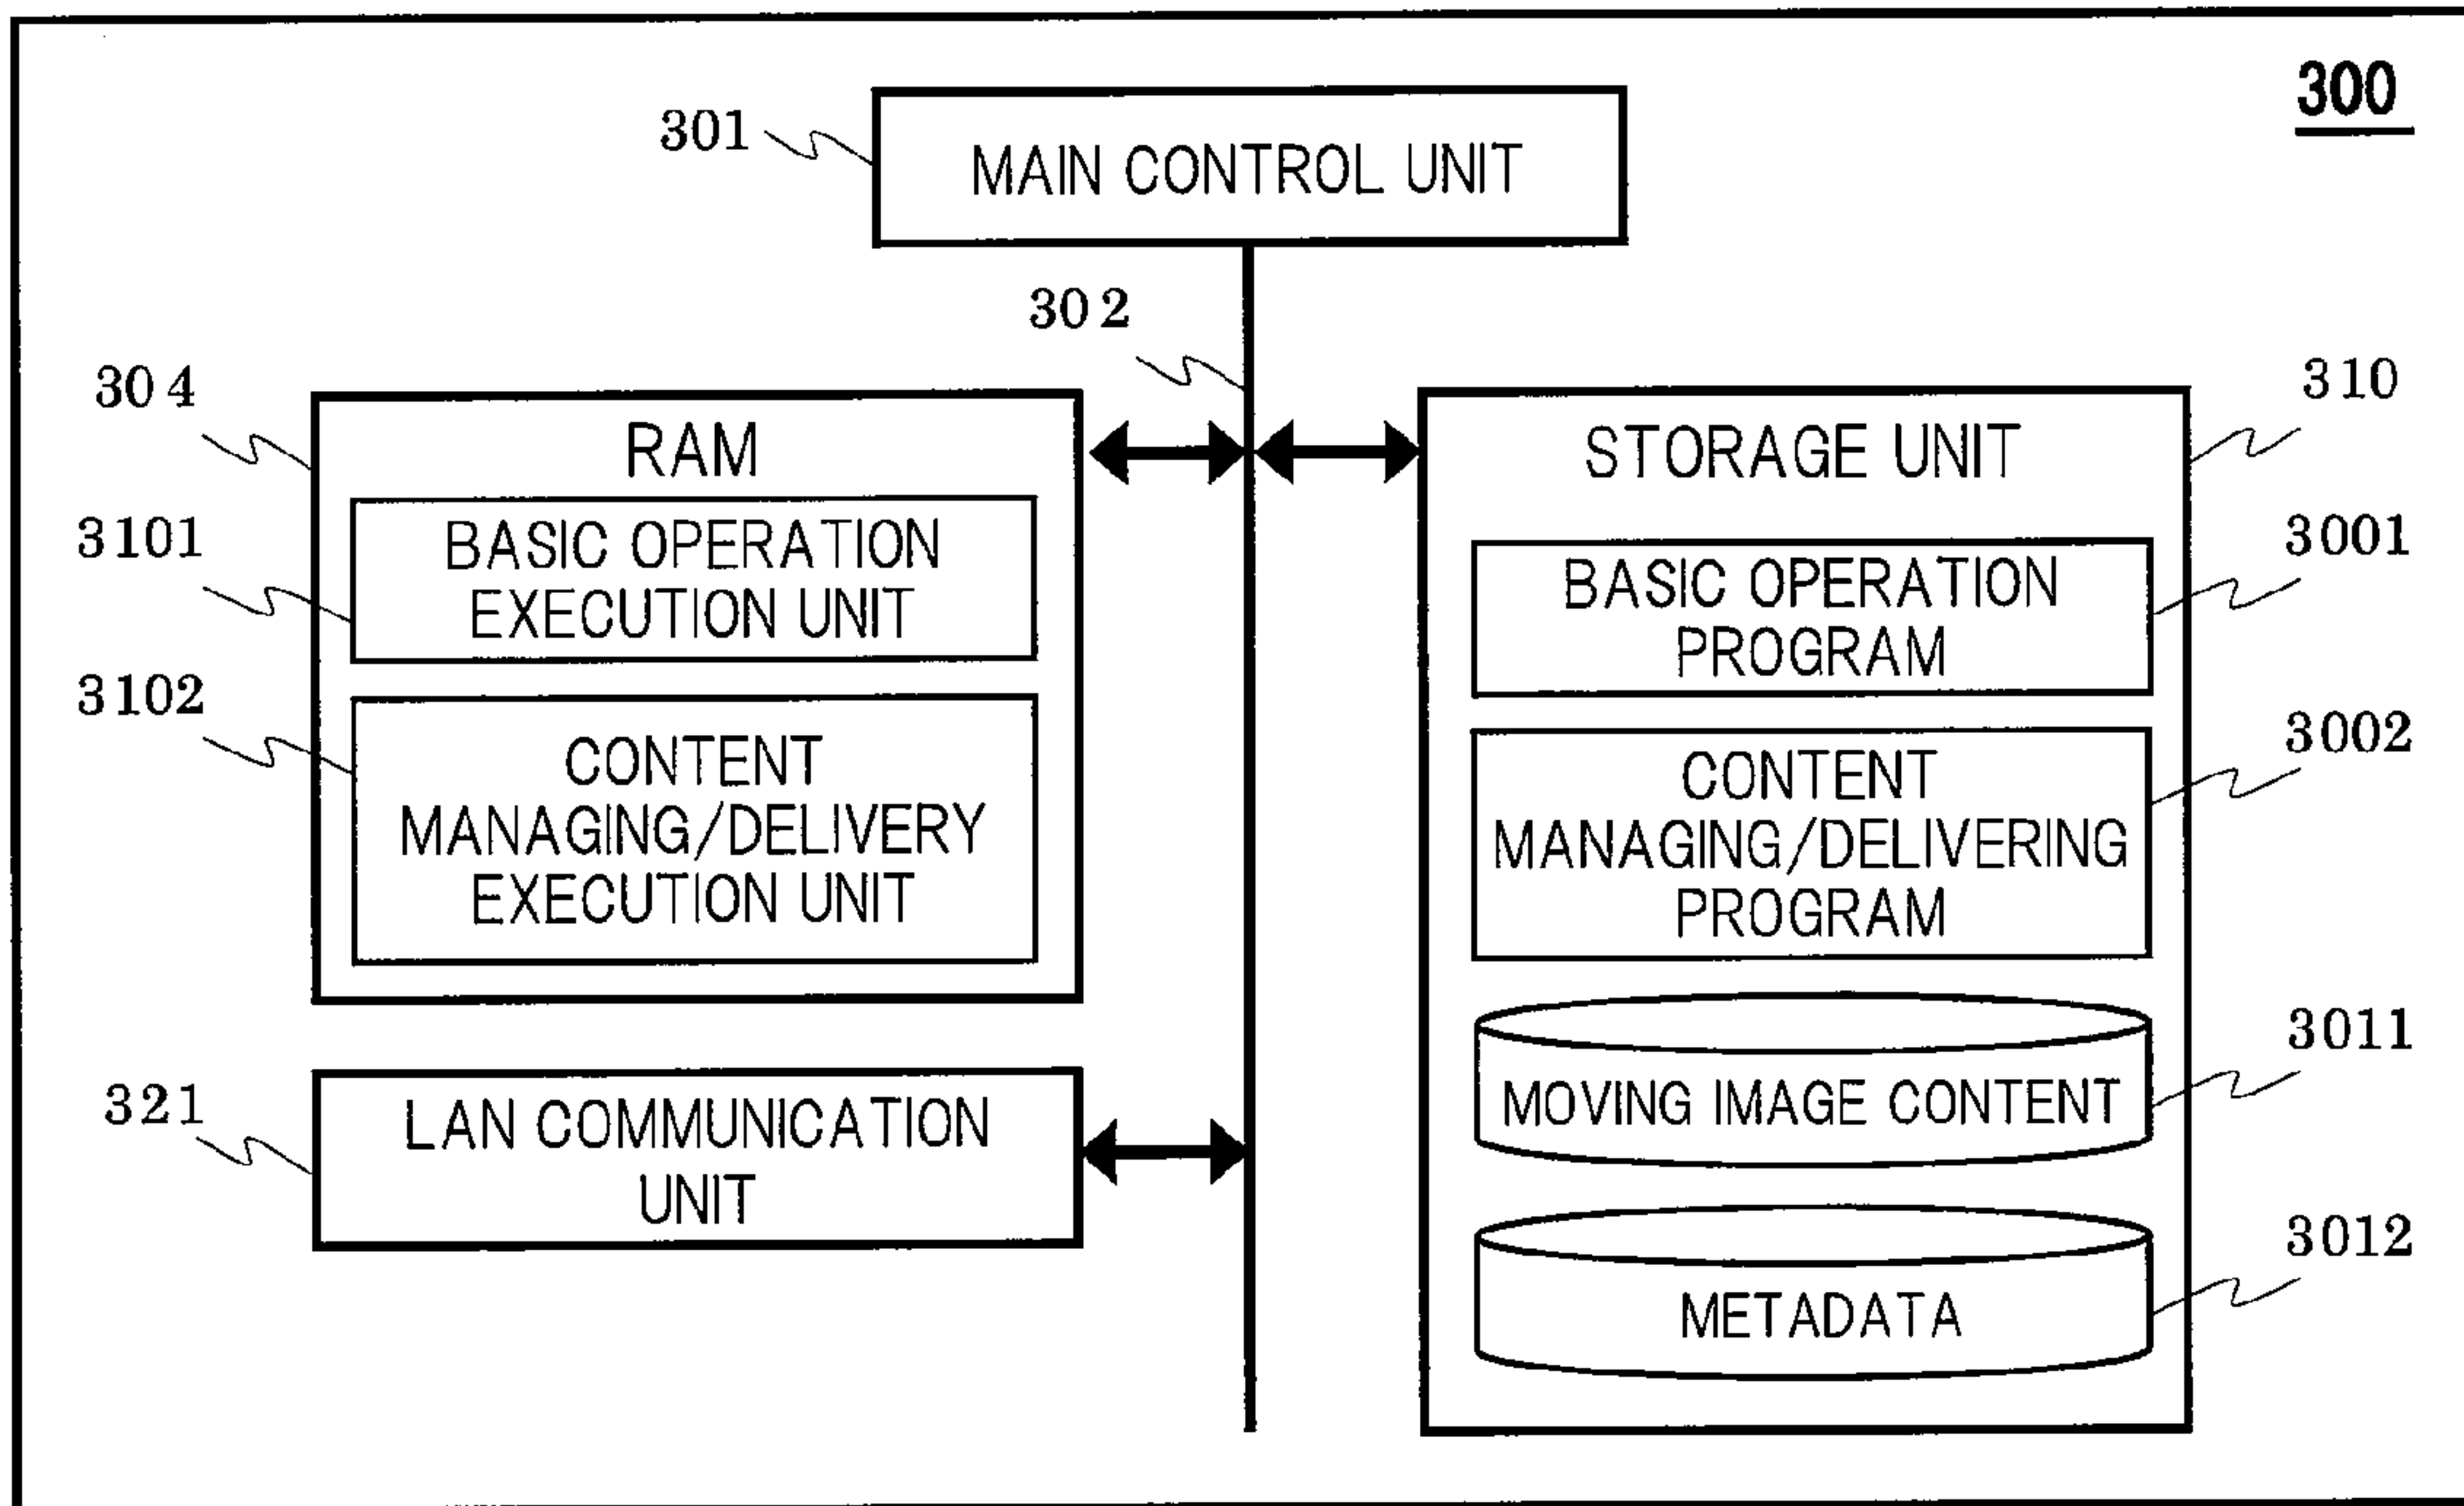 300
301
MAIN CONTROL UNIT
302
304
RAM
3101
BASIC OPERATION
EXECUTION UNIT
3102
CONTENT
MANAGING/DELIVERY
EXECUTION UNIT
321
LAN COMMUNICATION
UNIT
310
STORAGE UNIT
3001
BASIC OPERATION
PROGRAM
3002
CONTENT
MANAGING/DELIVERING
PROGRAM
3011
MOVING IMAGE CONTENT
3012
METADATA